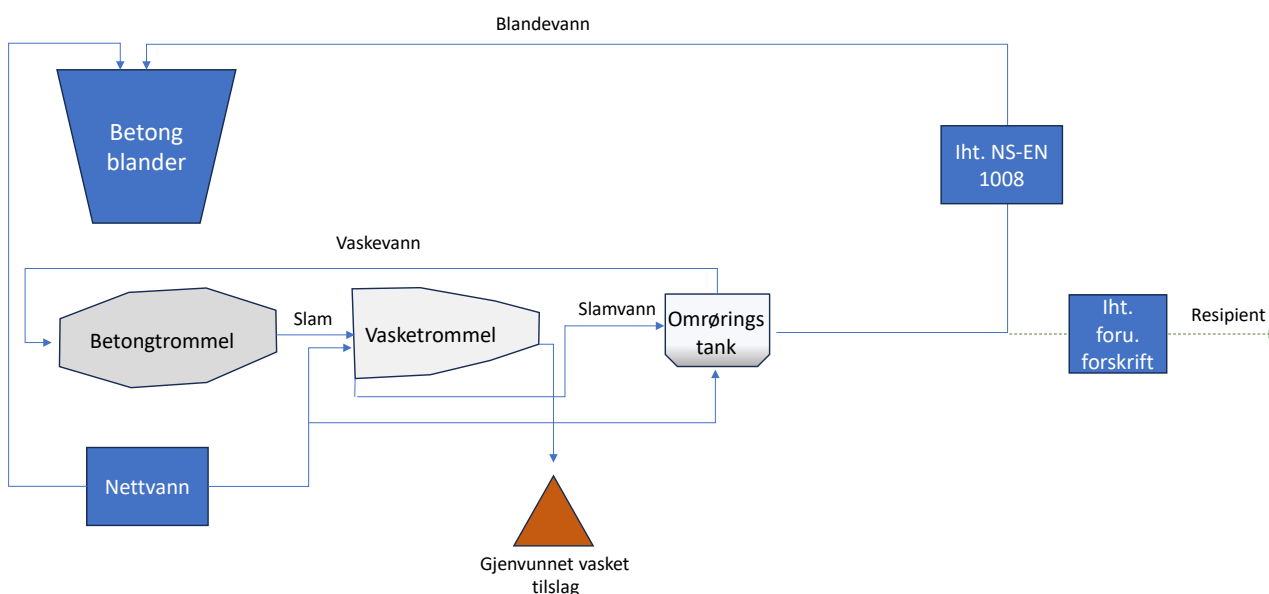 Blandevann
Betong
blander
Iht. NS-EN
1008
Vaskevann
Betongtrommel
Slam
Vasketrommel
Slamvann
Omrørings
tank
Iht.
foru.
forskrift
Resipient
Nettvann
Gjenvunnet vasket
tilslag